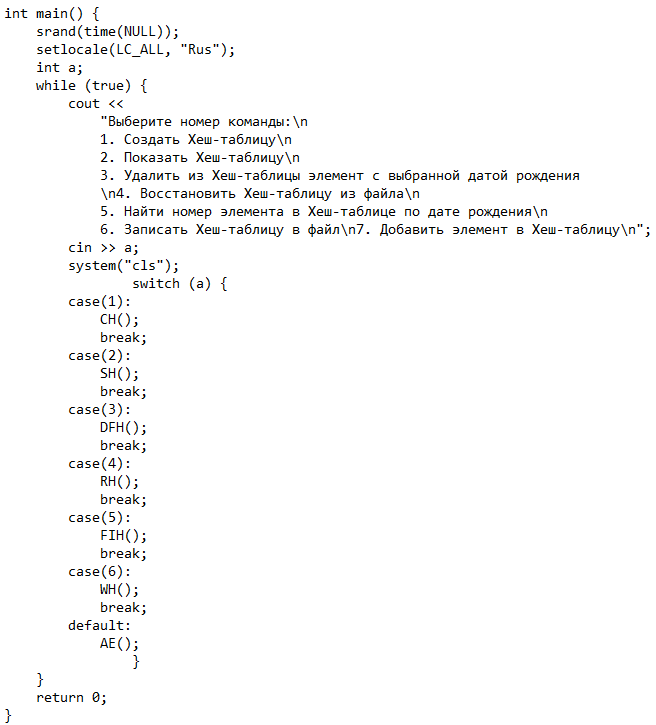 int main() {
    srand(time(NULL));
    setlocale(LC_ALL, "Rus");
    int a;
    while (true) {
        cout <<
            "Выберите номер команды:\n
            1. Создать Хеш-таблицу\n
            2. Показать Хеш-таблицу\n
            3. Удалить из Хеш-таблицы элемент с выбранной датой рождения
            \n4. Восстановить Хеш-таблицу из файла\n
            5. Найти номер элемента в Хеш-таблице по дате рождения\n
            6. Записать Хеш-таблицу в файл\n7. Добавить элемент в Хеш-таблицу\n";
        cin >> a;
        system("cls");
                switch (a) {
        case(1):
            CH();
            break;
        case(2):
            SH();
            break;
        case(3):
            DFH();
            break;
        case(4):
            RH();
            break;
        case(5):
            FIH();
            break;
        case(6):
            WH();
            break;
        default:
            AE();
                }
    }
    return 0;
}